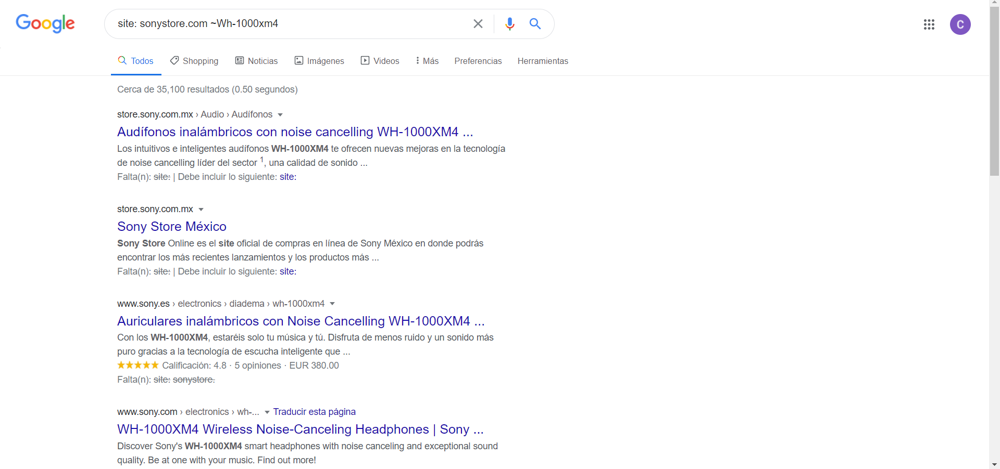 Google
site: sonystore.com ~Wh-1000xm4
C
Todos Shopping Noticias Imágenes Videos Más Preferencias Herramientas
Cerca de 35,100 resultados (0.50 segundos)
store.sony.com.mx › Audio › Audífonos
Audífonos inalámbricos con noise cancelling WH-1000XM4 ...
Los intuitivos e inteligentes audífonos WH-1000XM4 te ofrecen nuevas mejoras en la tecnología
de noise cancelling líder del sector 1, una calidad de sonido ...
Falta(n): site: | Debe incluir lo siguiente: site:
store.sony.com.mx
Sony Store México
Sony Store Online es el site oficial de compras en línea de Sony México en donde podrás
encontrar los más recientes lanzamientos y los productos más ...
Falta(n): site: | Debe incluir lo siguiente: site:
www.sony.es › electronics › diadema › wh-1000xm4
Auriculares inalámbricos con Noise Cancelling WH-1000XM4 ...
Con los WH-1000XM4, estaréis solo tu música y tú. Disfruta de menos ruido y un sonido más
puro gracias a la tecnología de escucha inteligente que ...
Calificación: 4.8 · 5 opiniones · EUR 380.00
Falta(n): site: sonystore.
www.sony.com › electronics › wh-... Traducir esta página
WH-1000XM4 Wireless Noise-Canceling Headphones | Sony ...
Discover Sony's WH-1000XM4 smart headphones with noise canceling and exceptional sound
quality. Be at one with your music. Find out more!